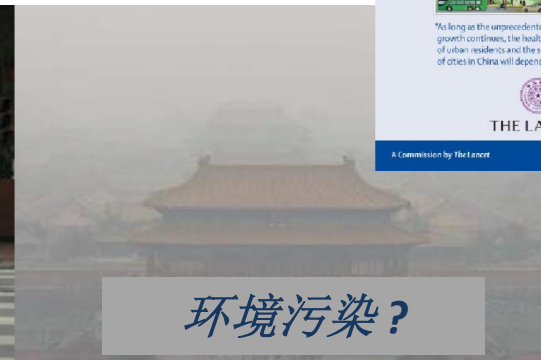 "As long as the unprecedente
growth continues, the healt
of urban residents and the s
of cities in China will depend
THE LA
A Commission by The Lancet
环境污染?